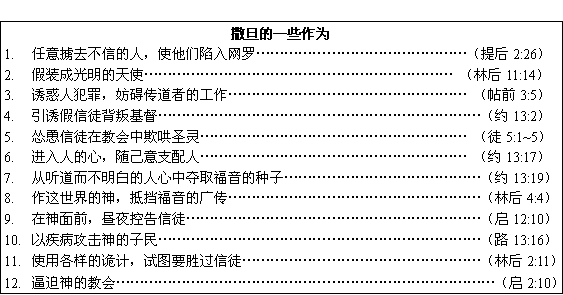 撒旦的一些作为
1. 任意掳去不信的人，使他们陷入网罗……………………………………（提后 2:26）
2. 假装成光明的天使………………………………………………………（林后 11:14）
3. 诱惑人犯罪，妨碍传道者的工作…………………………………………（帖前 3:5）
4. 引诱假信徒背叛基督………………………………………………………（约 13:2）
5. 怂恿信徒在教会中欺哄圣灵………………………………………………（徒 5:1~5）
6. 进入人的心，随己意支配人………………………………………………（约 13:17）
7. 从听道而不明白的人心中夺取福音的种子………………………………（约 13:19）
8. 作这世界的神，抵挡福音的广传…………………………………………（林后 4:4）
9. 在神面前，昼夜控告信徒…………………………………………………（启 12:10）
10. 以疾病攻击神的子民……………………………………………………（路 13:16）
11. 使用各样的诡计，试图要胜过信徒……………………………………（林后 2:11）
12. 逼迫神的教会………………………………………………………………（启 2:10）